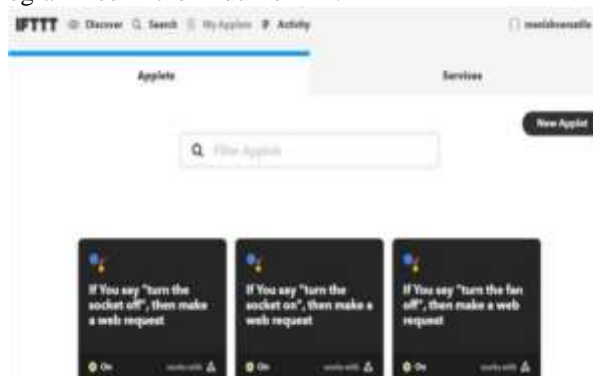 IFTTT Discover Search My Applets Activity
Applets Services
New Applet
Filter Applets
If You say "turn the socket off", then make a web request
If You say "turn the socket on", then make a web request
If You say "turn the fan off", then make a web request
On works with
On works with
On works with